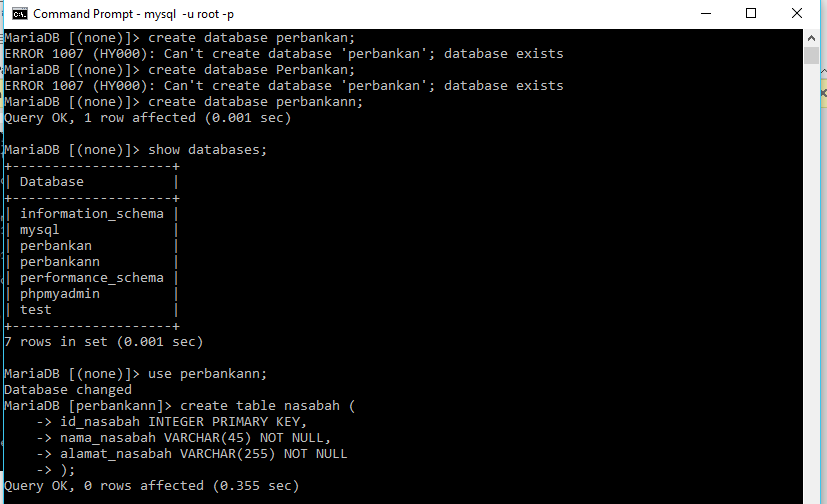 Command Prompt - mysql -u root -p
MariaDB [(none)]> create database perbankan;
ERROR 1007 (HY000): Can't create database 'perbankan'; database exists
MariaDB [(none)]> create database Perbankan;
ERROR 1007 (HY000): Can't create database 'perbankan'; database exists
MariaDB [(none)]> create database perbankann;
Query OK, 1 row affected (0.001 sec)
MariaDB [(none)]> show databases;
+--------------------+
| Database           |
+--------------------+
| information_schema |
| mysql              |
| perbankan          |
| perbankann         |
| performance_schema |
| phpmyadmin         |
| test               |
+--------------------+
7 rows in set (0.001 sec)
MariaDB [(none)]> use perbankann;
Database changed
MariaDB [perbankann]> create table nasabah (
    -> id_nasabah INTEGER PRIMARY KEY,
    -> nama_nasabah VARCHAR(45) NOT NULL,
    -> alamat_nasabah VARCHAR(255) NOT NULL
    -> );
Query OK, 0 rows affected (0.355 sec)